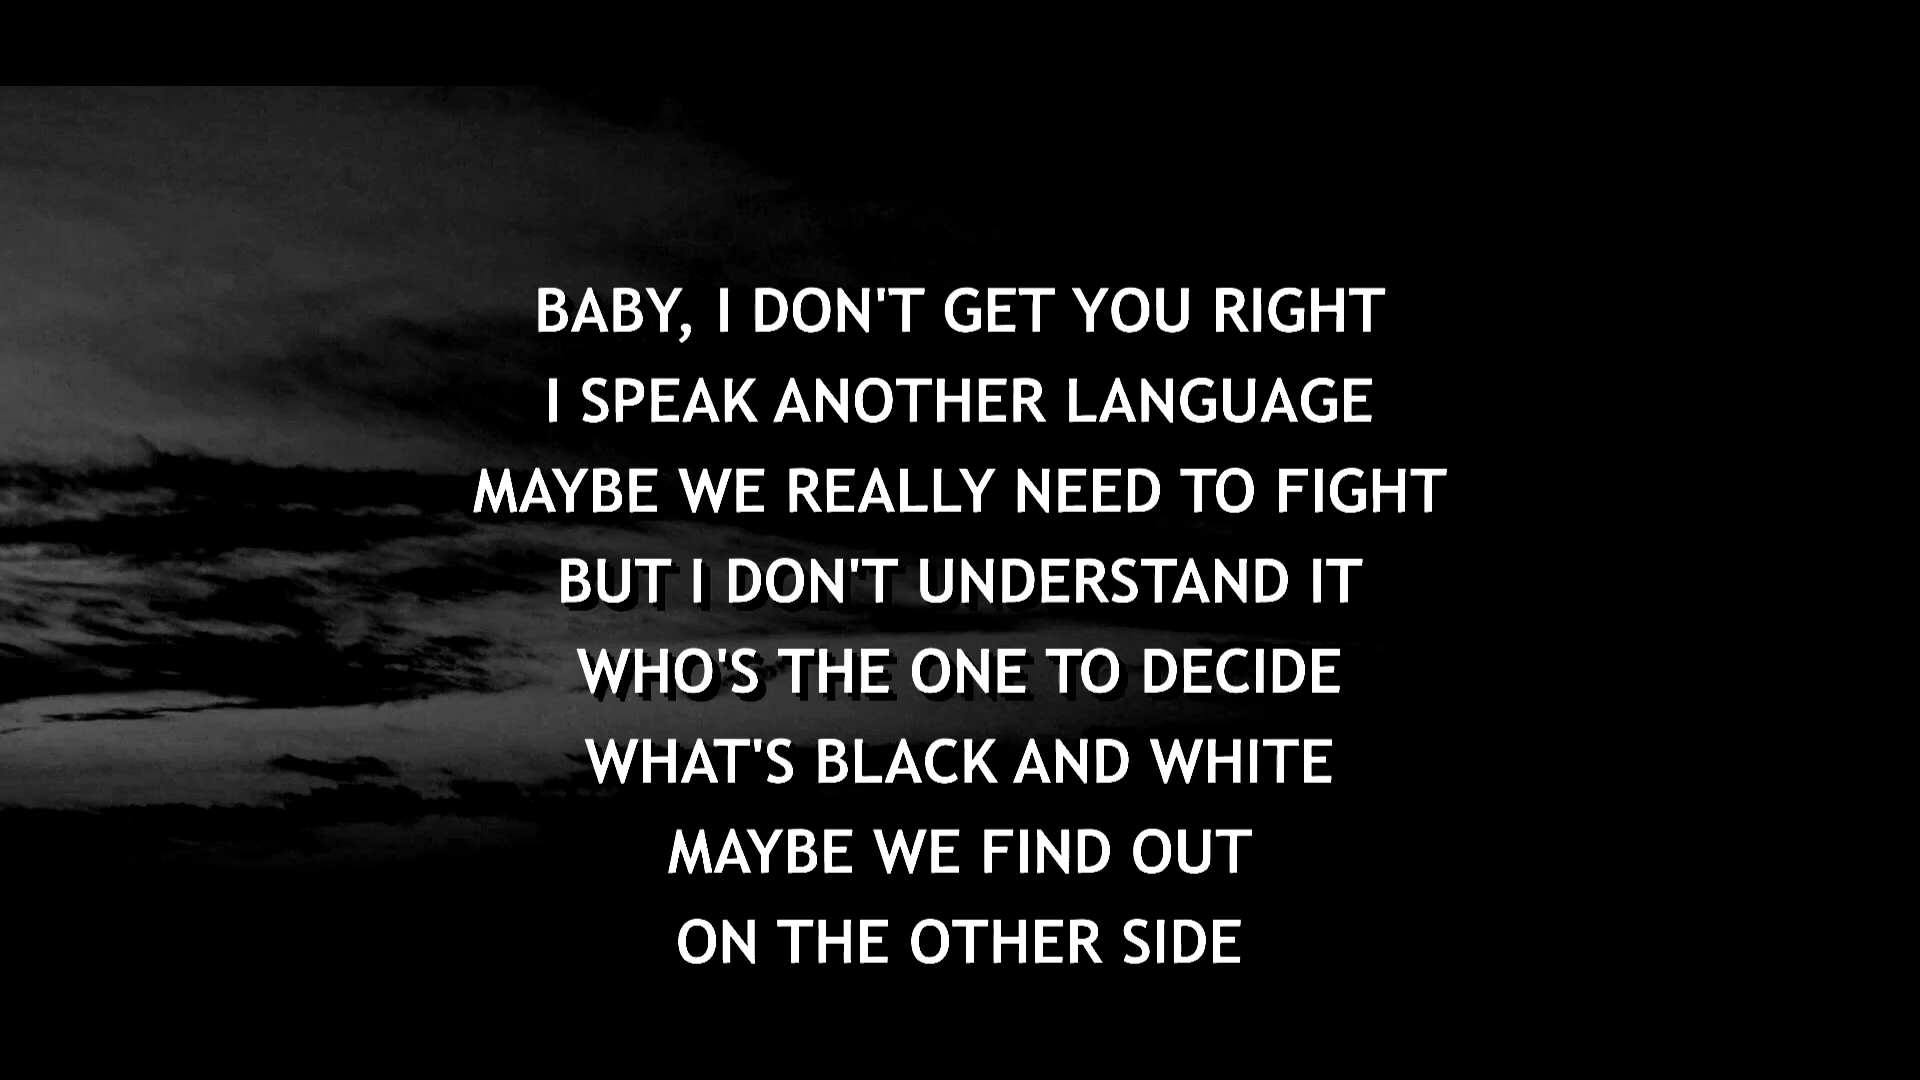 BABY, I DON'T GET YOU RIGHT
I SPEAK ANOTHER LANGUAGE
MAYBE WE REALLY NEED TO FIGHT
BUT I DON'T UNDERSTAND IT
WHO'S THE ONE TO DECIDE
WHAT'S BLACK AND WHITE
MAYBE WE FIND OUT
ON THE OTHER SIDE